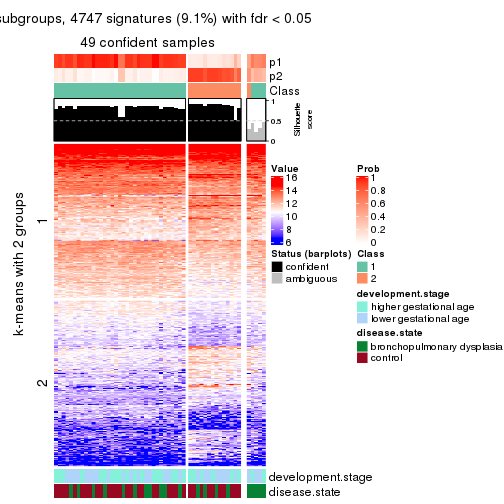 subgroups, 4747 signatures (9.1%) with fdr < 0.05
49 confident samples
p1
p2
Class
1
0.5
0
Silhouette
score
k-means with 2 groups
1
2
Value
16
14
12
10
8
6
Prob
1
0.8
0.6
0.4
0.2
0
Status (barplots)
confident
ambiguous
Class
1
2
development.stage
higher gestational age
lower gestational age
disease.state
bronchopulmonary dysplasia
control
development.stage
disease.state